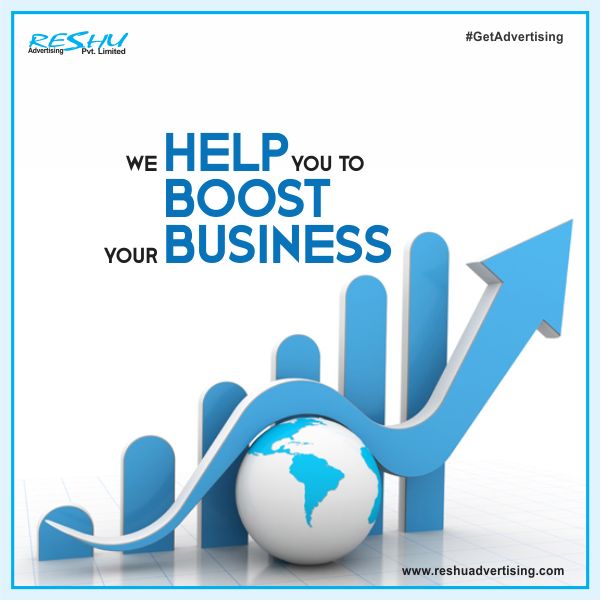 RESHU
Advertising Pvt. Limited
#GetAdvertising
WE HELP YOU TO
BOOST
YOUR BUSINESS
www.reshuadvertising.com